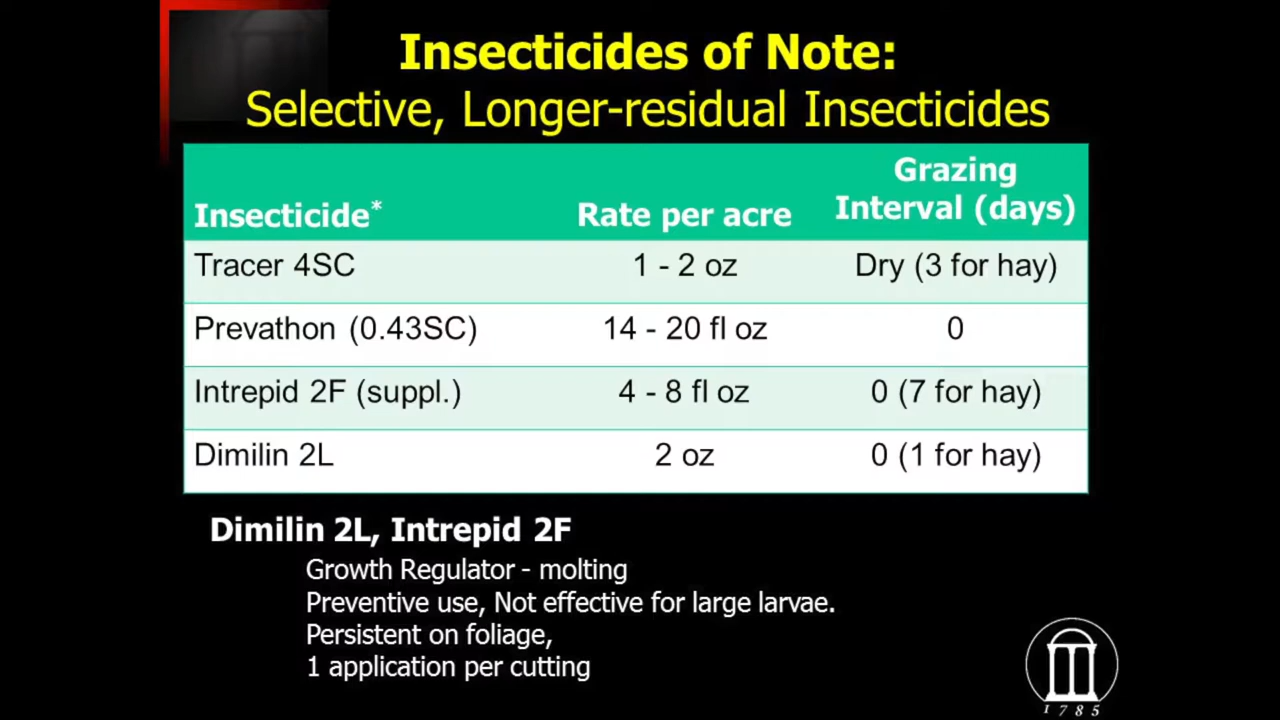 Insecticides of Note:
Selective, Longer-residual Insecticides
Insecticide* Rate per acre Grazing Interval (days)
Tracer 4SC 1 - 2 oz Dry (3 for hay)
Prevathon (0.43SC) 14 - 20 fl oz 0
Intrepid 2F (suppl.) 4 - 8 fl oz 0 (7 for hay)
Dimilin 2L 2 oz 0 (1 for hay)
Dimilin 2L, Intrepid 2F
Growth Regulator - molting
Preventive use, Not effective for large larvae.
Persistent on foliage,
1 application per cutting
1785